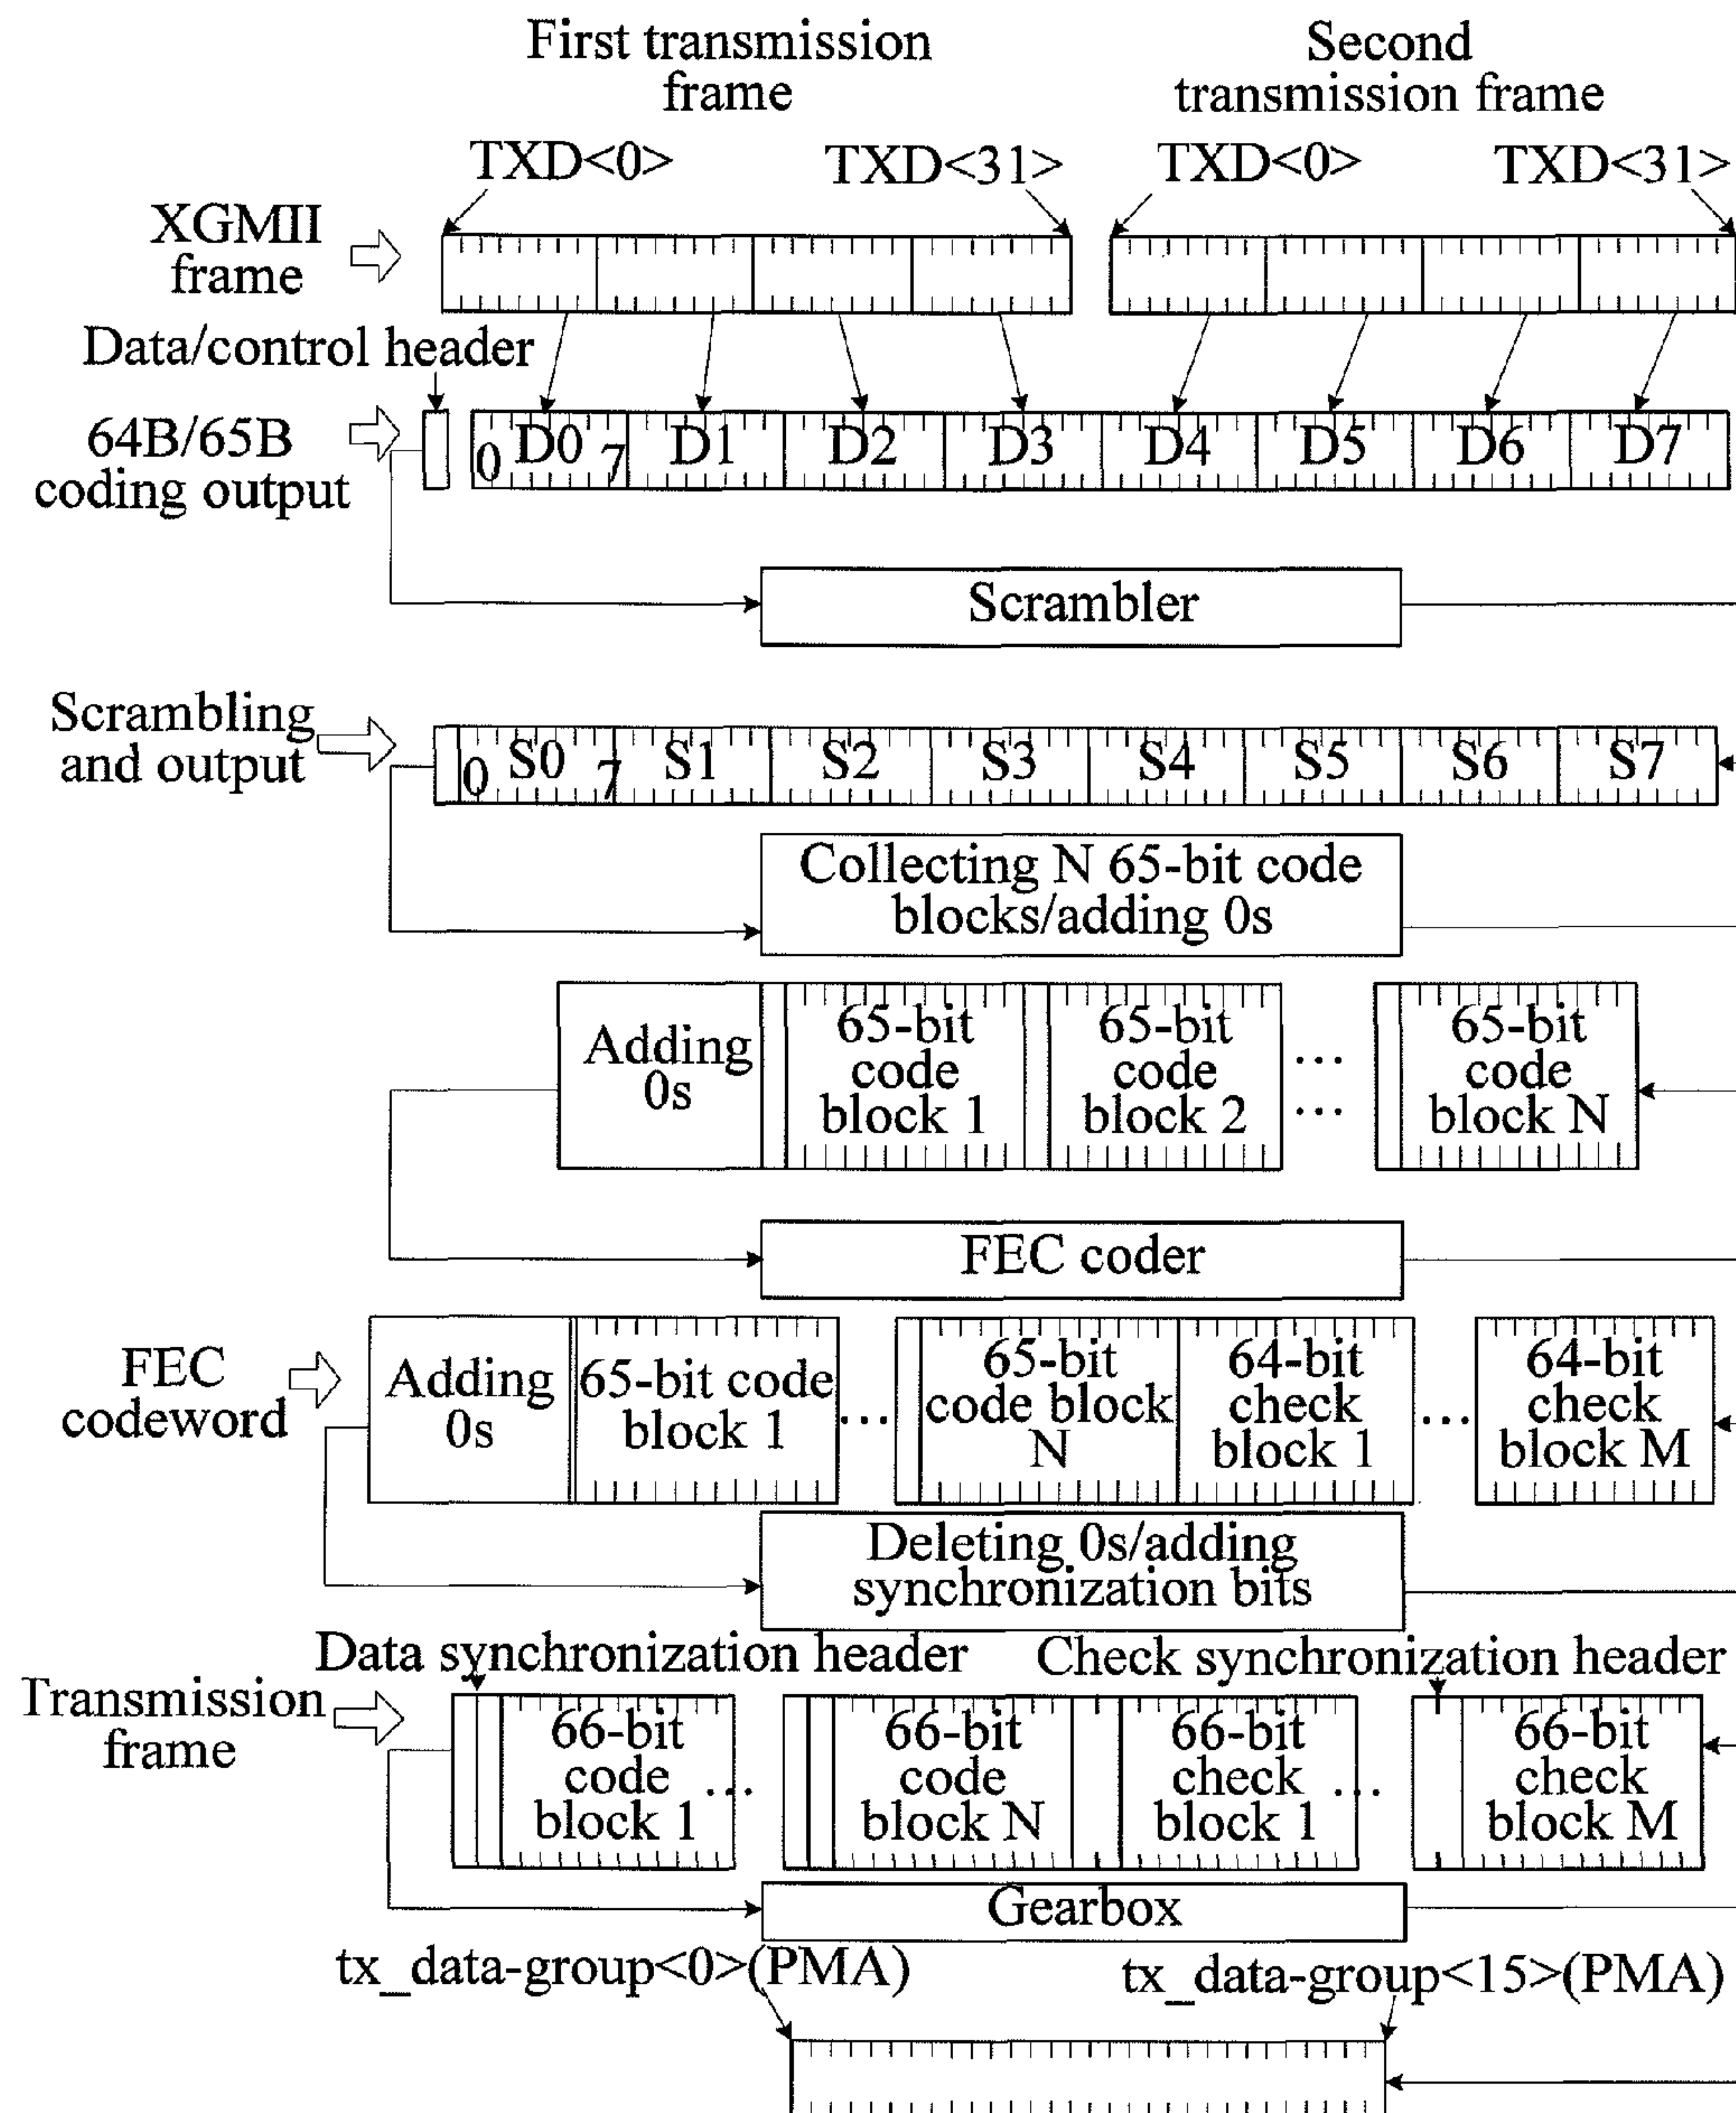 First transmission
frame
Second
transmission frame
TXD<0>
TXD<31>
TXD<0>
TXD<31>
XGMII
frame
Data/control header
64B/65B
coding output
0 D0 7 D1 D2 D3 D4 D5 D6 D7
Scrambler
Scrambling
and output
0 S0 7 S1 S2 S3 S4 S5 S6 S7
Collecting N 65-bit code
blocks/adding 0s
Adding
0s
65-bit
code
block 1
65-bit
code
block 2
...
...
65-bit
code
block N
FEC coder
FEC
codeword
Adding
0s
65-bit code
block 1
...
65-bit
code block
N
64-bit
check
block 1
...
64-bit
check
block M
Deleting 0s/adding
synchronization bits
Data synchronization header
Check synchronization header
Transmission
frame
66-bit
code
block 1
...
66-bit
code
block N
66-bit
check
block 1
...
66-bit
check
block M
Gearbox
tx_data-group<0>(PMA)
tx_data-group<15>(PMA)